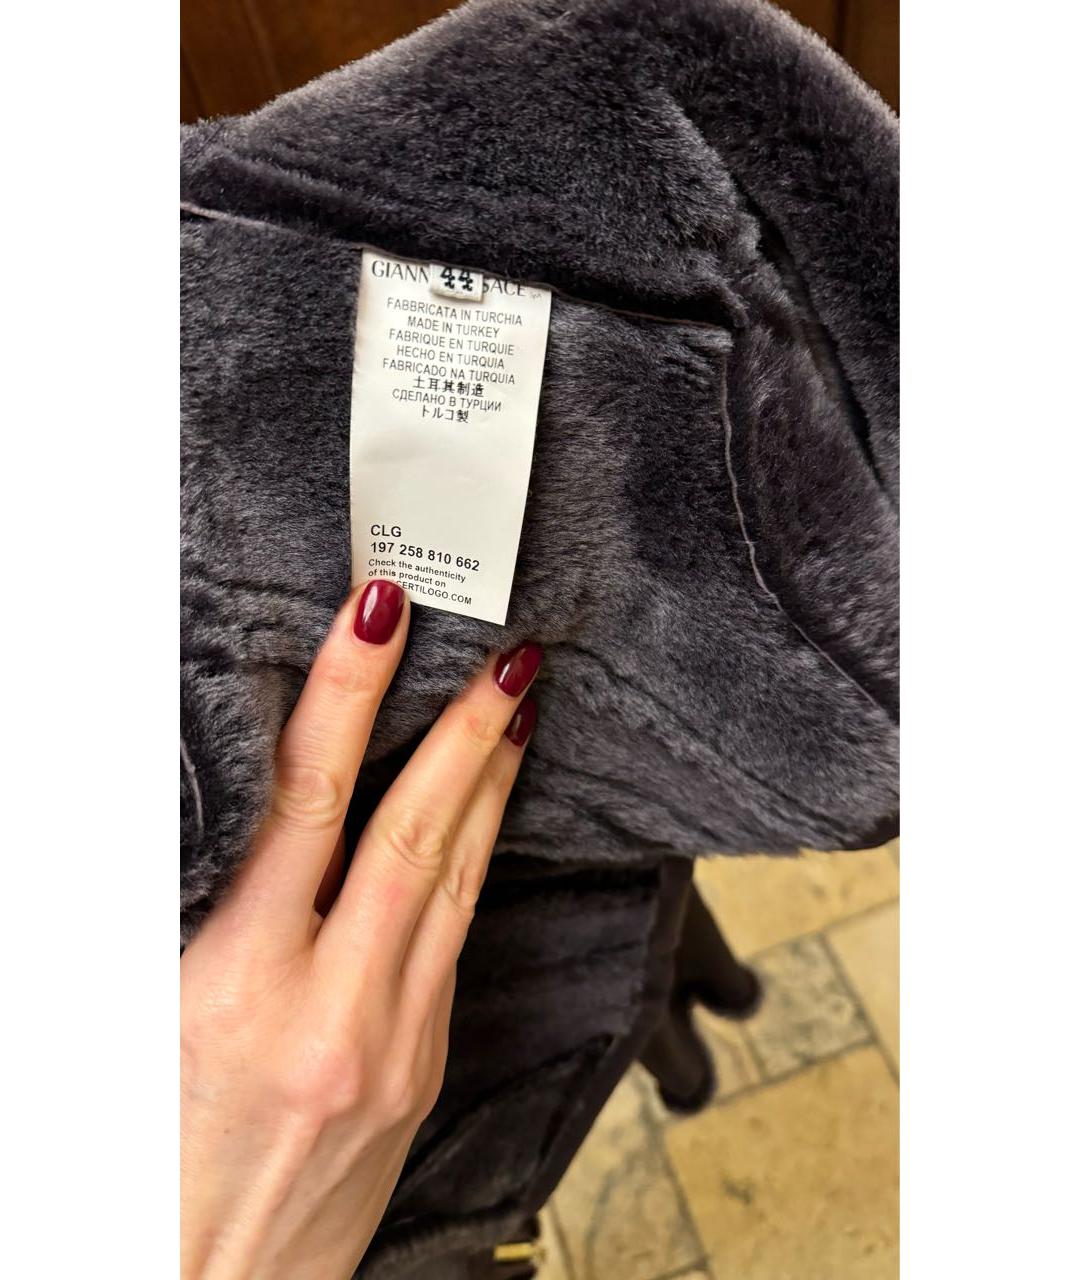 GIANN 44 SACE SpA
FABBRICATA IN TURCHIA
MADE IN TURKEY
FABRIQUE EN TURQUIE
HECHO EN TURQUIA
FABRICADO NA TURQUIA
土耳其制造
СДЕЛАНО В ТУРЦИИ
トルコ製
CLG
197 258 810 662
Check the authenticity
of this product on
CERTILOGO.COM